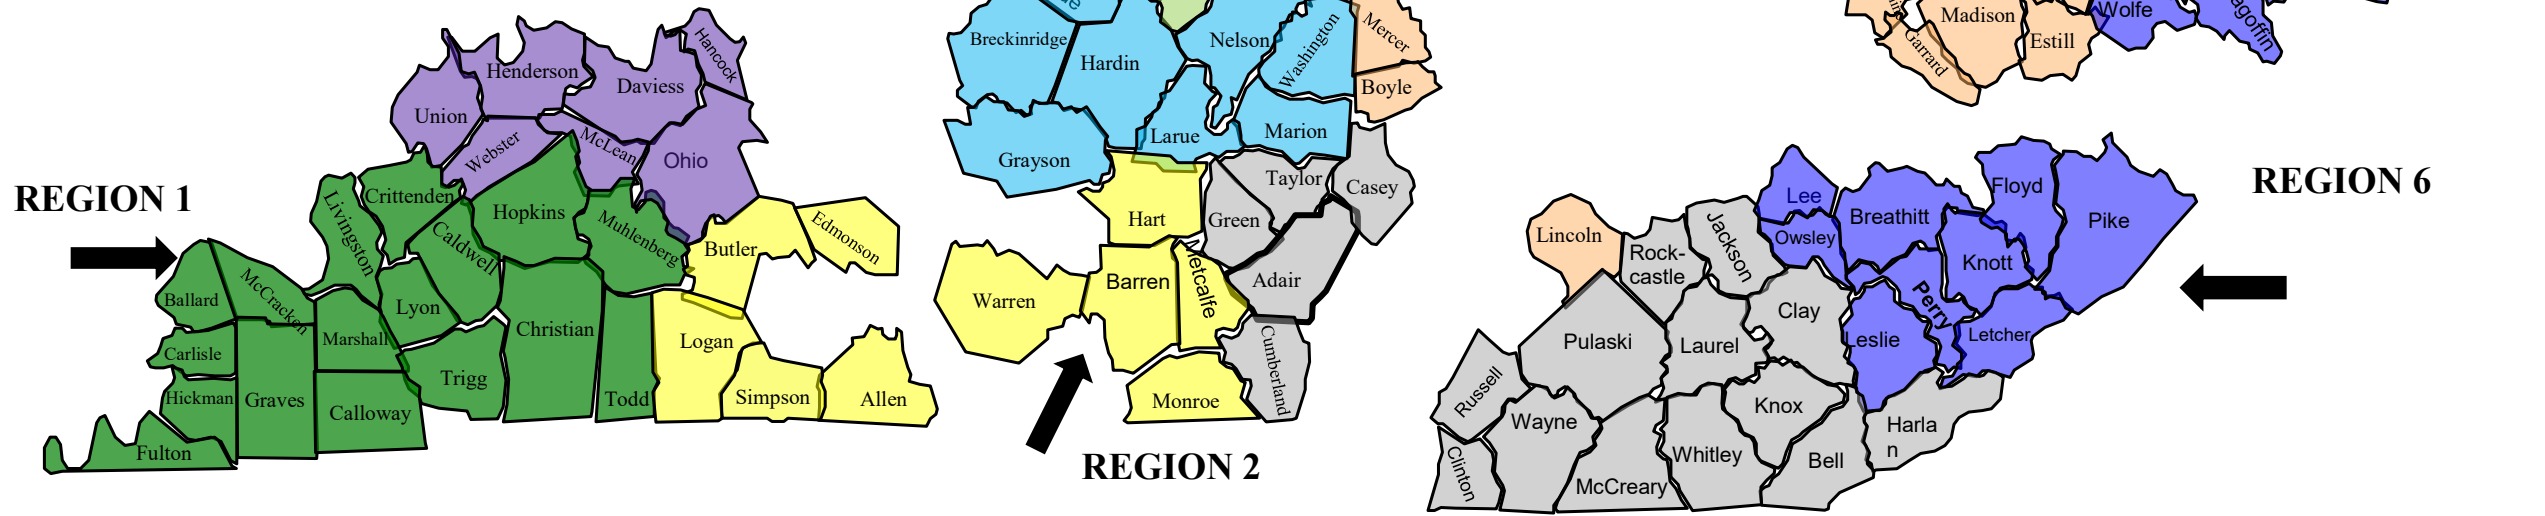 Hancock
Henderson
Daviess
Union
Webster
McLean
Ohio
REGION 1
Crittenden
Livingston
Hopkins
Muhlenberg
Caldwell
Butler
Edmonson
Ballard
McCracken
Lyon
Christian
Marshall
Logan
Carlisle
Trigg
Hickman
Graves
Calloway
Todd
Simpson
Allen
Fulton
Breckinridge
Hardin
Nelson
Washington
Mercer
Boyle
Larue
Marion
Grayson
Taylor
Casey
Hart
Green
Metcalfe
Barren
Adair
Warren
Cumberland
Monroe
REGION 2
Madison
Garrard
Estill
Wolfe
agoffin
Lee
Floyd
Pike
REGION 6
Breathitt
Owsley
Lincoln
Rock-
castle
Jackson
Knott
Perry
Clay
Pulaski
Laurel
Leslie
Letcher
Russell
Wayne
Knox
Harla
n
Whitley
Bell
Clinton
McCreary